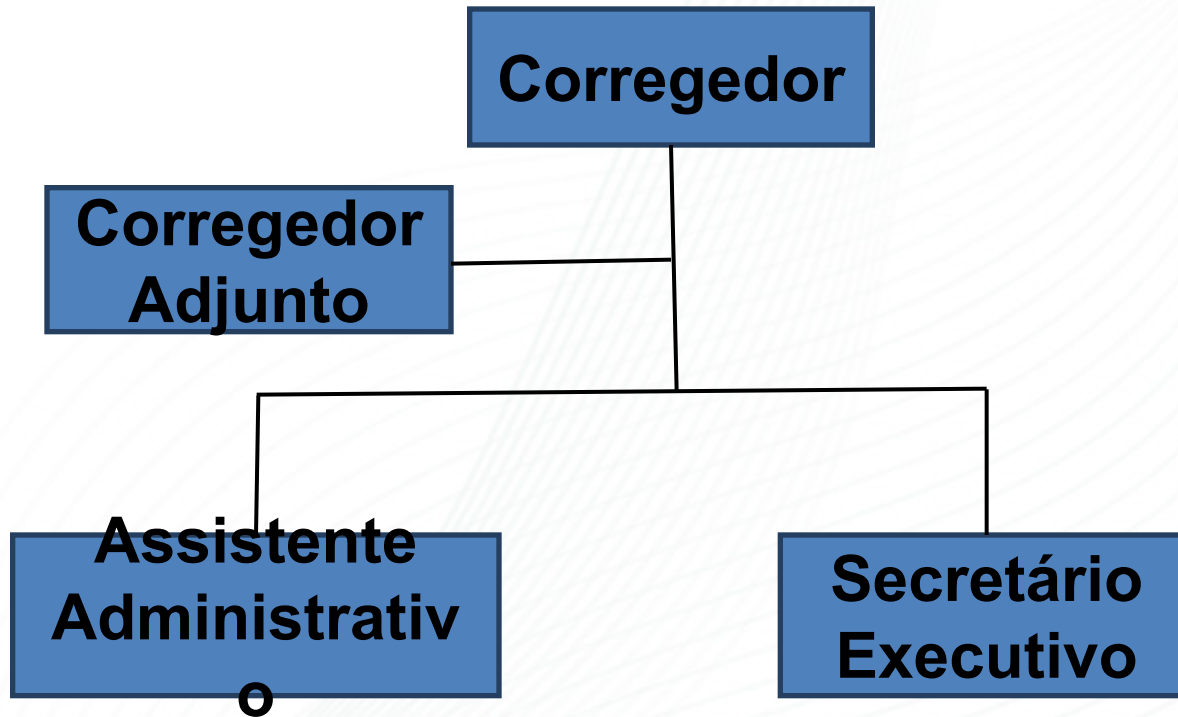 Corregedor
Corregedor
Adjunto
Assistente
Administrativ
o
Secretário
Executivo